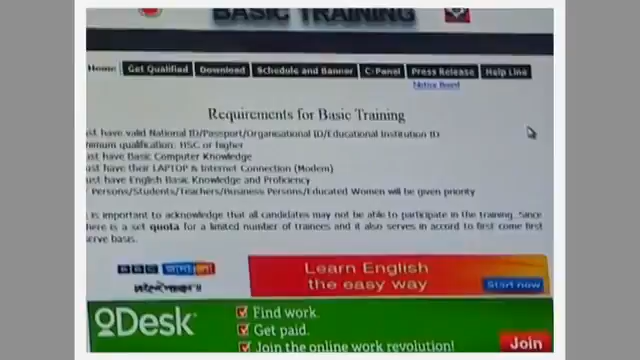 BASIC TRAINING
Home Get Qualified Download Schedule and Banner C-Panel Press Release Help Line
Notice Board
Requirements for Basic Training
ust have valid National ID/Passport/Organisational ID/Educational Institution ID
nimum qualification: HSC or higher
ust have Basic Computer Knowledge
ust have their LAPTOP & Internet Connection (Modem)
ust have English Basic Knowledge and Proficiency
Persons/Students/Teachers/Business Persons/Educated Women will be given priority
is important to acknowledge that all candidates may not be able to participate in the training. Since
here is a set quota for a limited number of trainees and it also serves in accord to first come first
serve basis.
BBC জানালা
Learn English
the easy way
Start now
oDesk
Find work.
Get paid.
Join the online work revolution!
Join